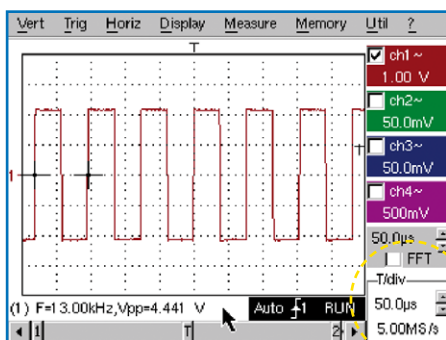 Vert Trig Horiz Display Measure Memory Util ?
T
ch1~
1.00 V
ch2~
50.0mV
ch3~
50.0mV
T
1
ch4~
500mV
50.0µs
FFT
T/div
50.0µs
5.00MS/s
(1) F=13.00kHz,Vpp=4.441 V
Auto 1 RUN
1 T 2